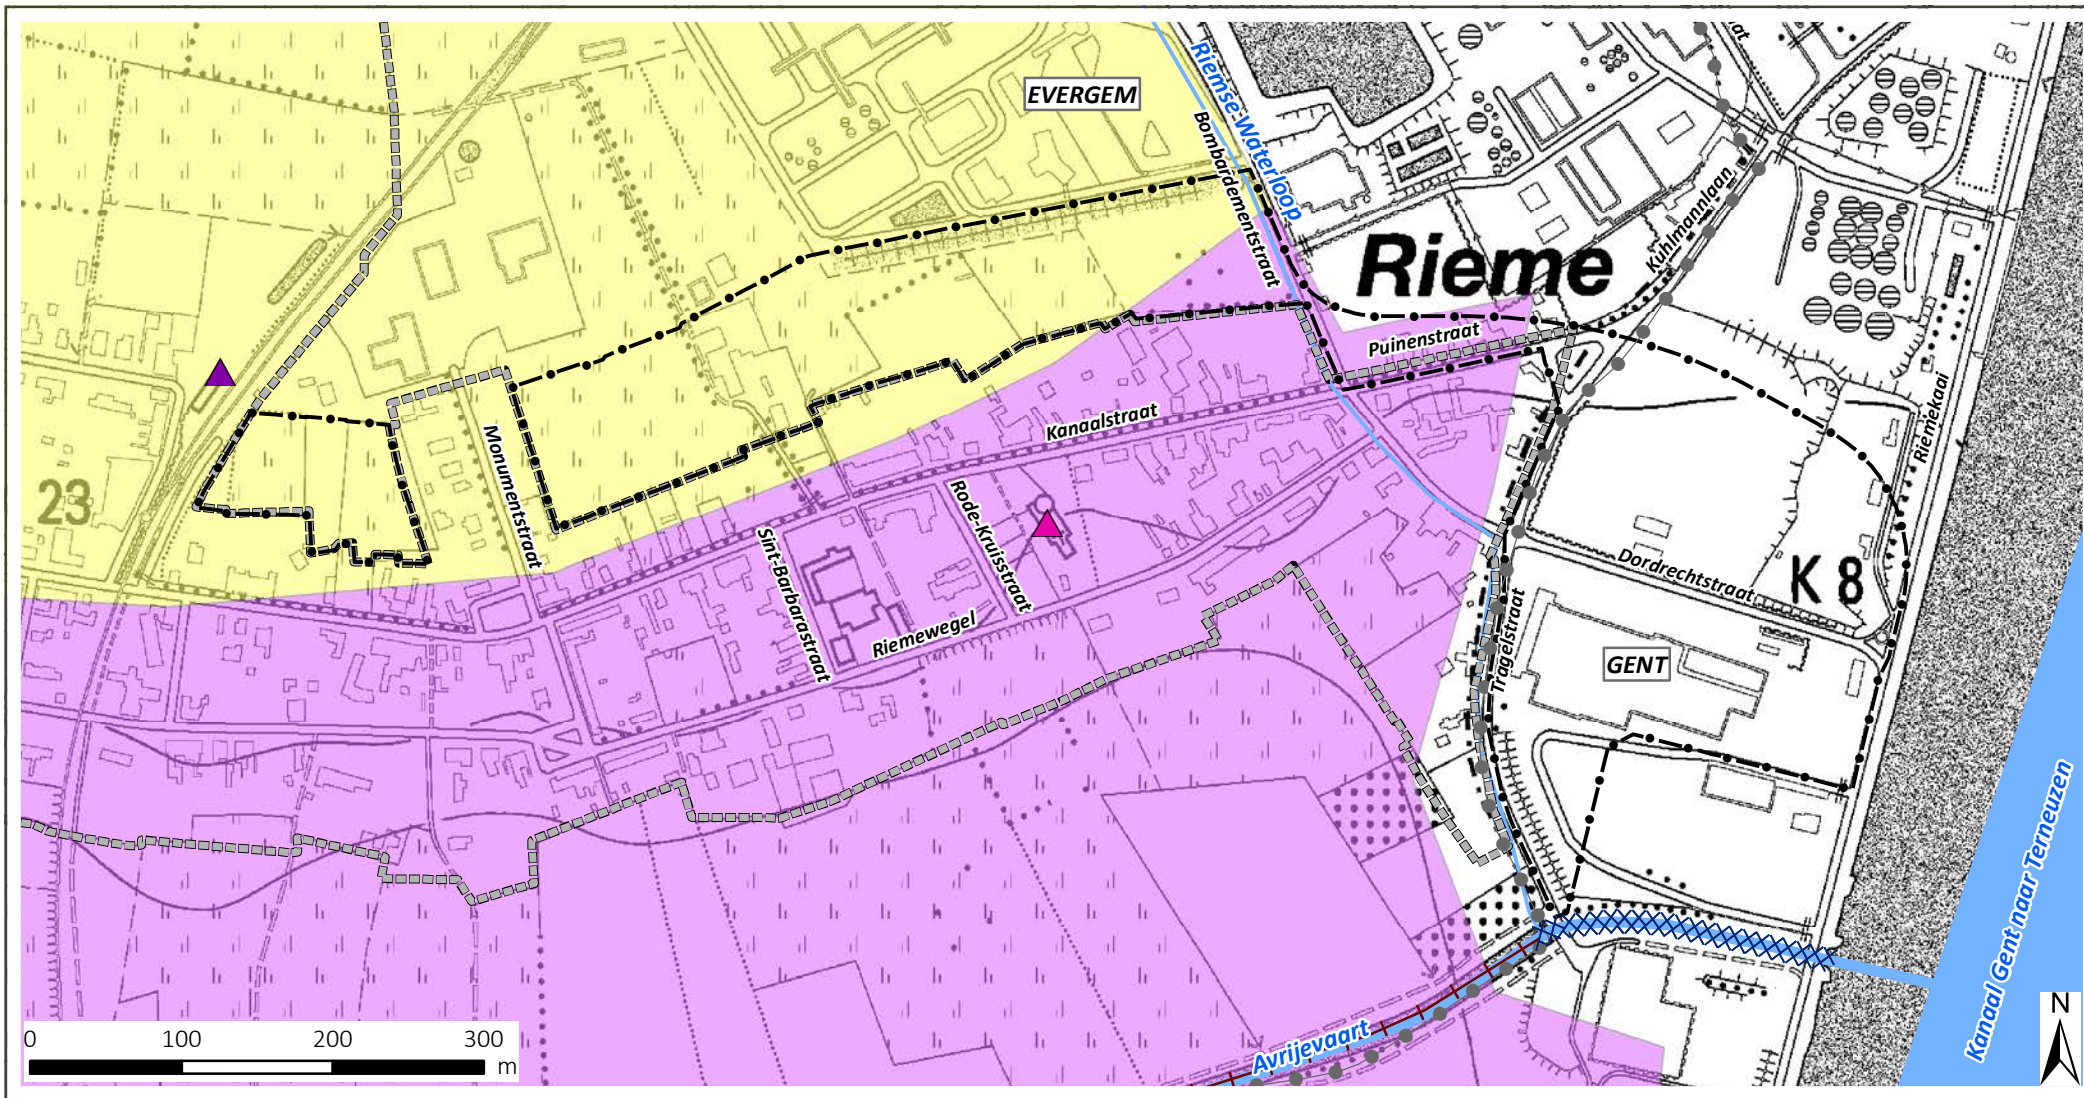 EVERGEM
Riemse Waterloop
Bombardementstraat
at
Kuhlmannlaan
Rieme
Puinenstraat
Riemekaai
Kanaalstraat
Monumentstraat
23
Rode-Kruisstraat
Sint-Barbarastraat
Riemewegel
Dordrechtstraat
K 8
Tragelstraat
GENT
Kanaal Gent naar Terneuzen
Avrijevaart
N
0 100 200 300
m